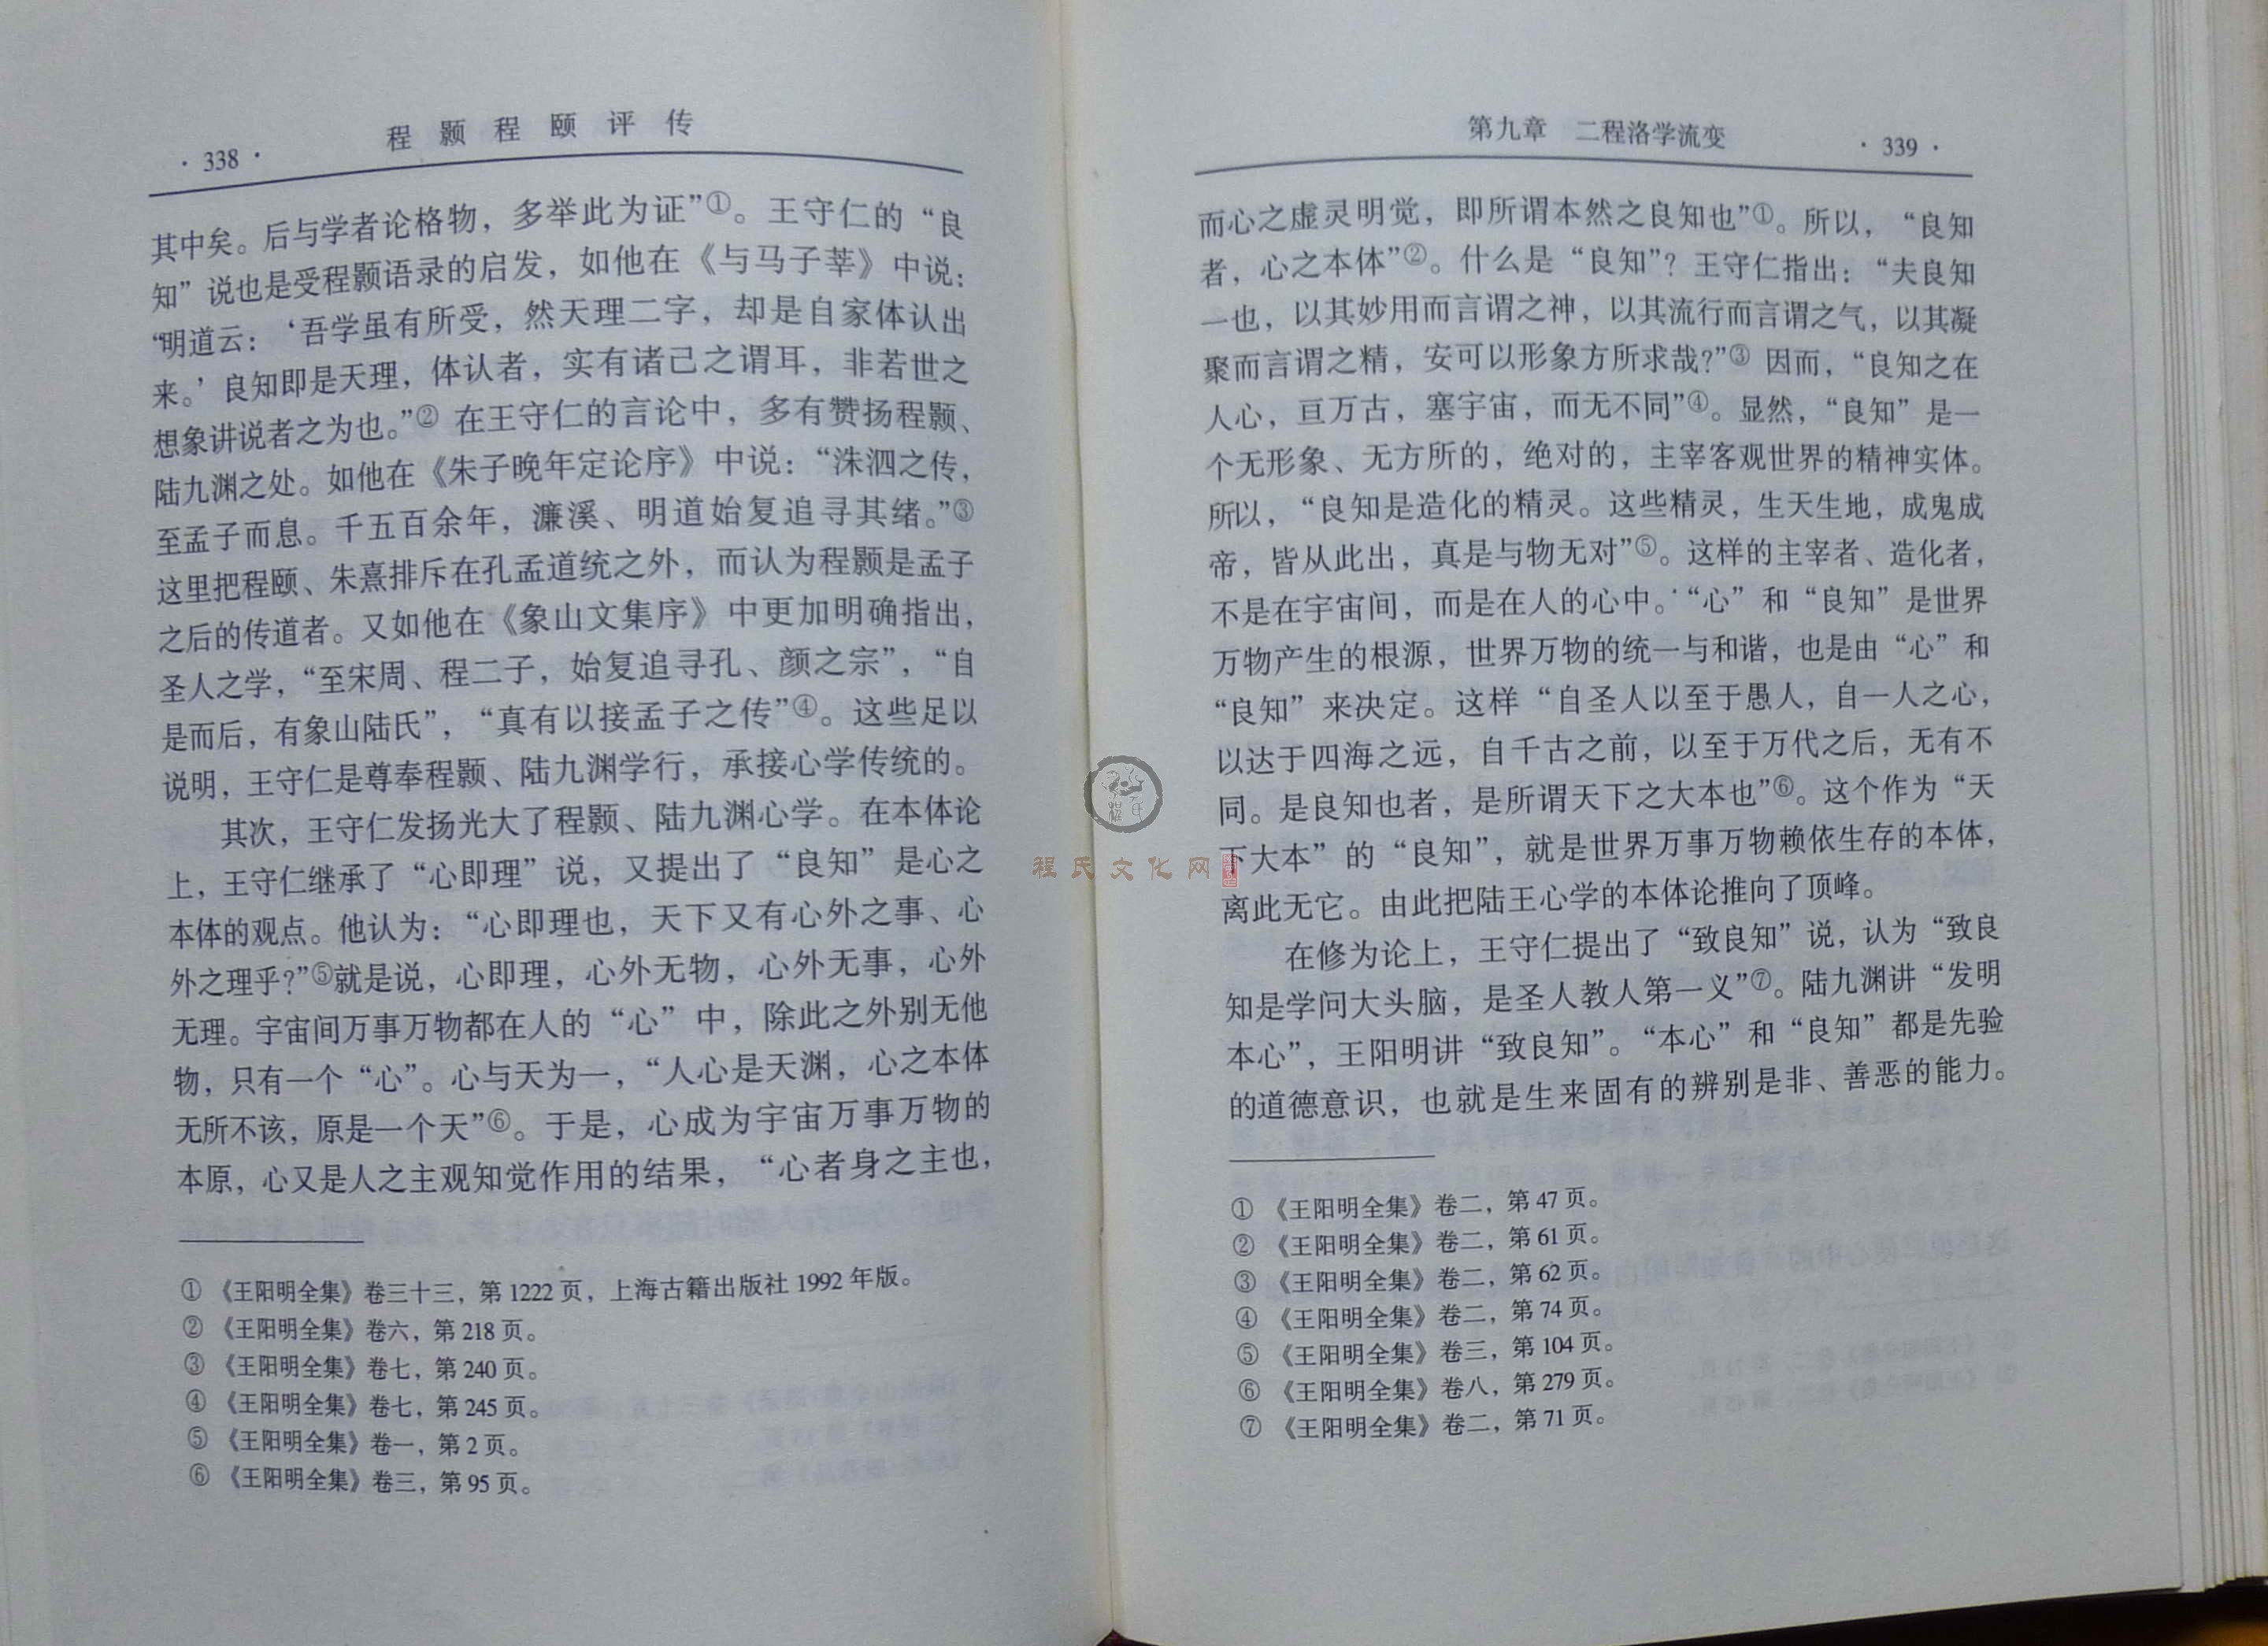 · 338 ·
程颢程颐评传
其中矣。后与学者论格物，多举此为证”①。王守仁的“良
知”说也是受程颢语录的启发，如他在《与马子莘》中说：
“明道云：‘吾学虽有所受，然天理二字，却是自家体认出
来。’良知即是天理，体认者，实有诸己之谓耳，非若世之
想象讲说者之为也。”② 在王守仁的言论中，多有赞扬程颢、
陆九渊之处。如他在《朱子晚年定论序》中说：“洙泗之传，
至孟子而息。千五百余年，濂溪、明道始复追寻其绪。”③
这里把程颐、朱熹排斥在孔孟道统之外，而认为程颢是孟子
之后的传道者。又如他在《象山文集序》中更加明确指出，
圣人之学，“至宋周、程二子，始复追寻孔、颜之宗”，“自
是而后，有象山陆氏”，“真有以接孟子之传”④。这些足以
说明，王守仁是尊奉程颢、陆九渊学行，承接心学传统的。
其次，王守仁发扬光大了程颢、陆九渊心学。在本体论
上，王守仁继承了“心即理”说，又提出了“良知”是心之
本体的观点。他认为：“心即理也，天下又有心外之事、心
外之理乎？”⑤就是说，心即理，心外无物，心外无事，心外
无理。宇宙间万事万物都在人的“心”中，除此之外别无他
物，只有一个“心”。心与天为一，“人心是天渊，心之本体
无所不该，原是一个天”⑥。于是，心成为宇宙万事万物的
本原，心又是人之主观知觉作用的结果，“心者身之主也，
① 《王阳明全集》卷三十三，第 1222 页，上海古籍出版社 1992 年版。
② 《王阳明全集》卷六，第 218 页。
③ 《王阳明全集》卷七，第 240 页。
④ 《王阳明全集》卷七，第 245 页。
⑤ 《王阳明全集》卷一，第 2 页。
⑥ 《王阳明全集》卷三，第 95 页。
第九章 二程洛学流变
· 339 ·
而心之虚灵明觉，即所谓本然之良知也”①。所以，“良知
者，心之本体”②。什么是“良知”？王守仁指出：“夫良知
一也，以其妙用而言谓之神，以其流行而言谓之气，以其凝
聚而言谓之精，安可以形象方所求哉？”③ 因而，“良知之在
人心，亘万古，塞宇宙，而无不同”④。显然，“良知”是一
个无形象、无方所的，绝对的，主宰客观世界的精神实体。
所以，“良知是造化的精灵。这些精灵，生天生地，成鬼成
帝，皆从此出，真是与物无对”⑤。这样的主宰者、造化者，
不是在宇宙间，而是在人的心中。“心”和“良知”是世界
万物产生的根源，世界万物的统一与和谐，也是由“心”和
“良知”来决定。这样“自圣人以至于愚人，自一人之心，
以达于四海之远，自千古之前，以至于万代之后，无有不
同。是良知也者，是所谓天下之大本也”⑥。这个作为“天
下大本”的“良知”，就是世界万事万物赖依生存的本体，
离此无它。由此把陆王心学的本体论推向了顶峰。
在修为论上，王守仁提出了“致良知”说，认为“致良
知是学问大头脑，是圣人教人第一义”⑦。陆九渊讲“发明
本心”，王阳明讲“致良知”。“本心”和“良知”都是先验
的道德意识，也就是生来固有的辨别是非、善恶的能力。
① 《王阳明全集》卷二，第 47 页。
② 《王阳明全集》卷二，第 61 页。
③ 《王阳明全集》卷二，第 62 页。
④ 《王阳明全集》卷二，第 74 页。
⑤ 《王阳明全集》卷三，第 104 页。
⑥ 《王阳明全集》卷八，第 279 页。
⑦ 《王阳明全集》卷二，第 71 页。
程氏文化网